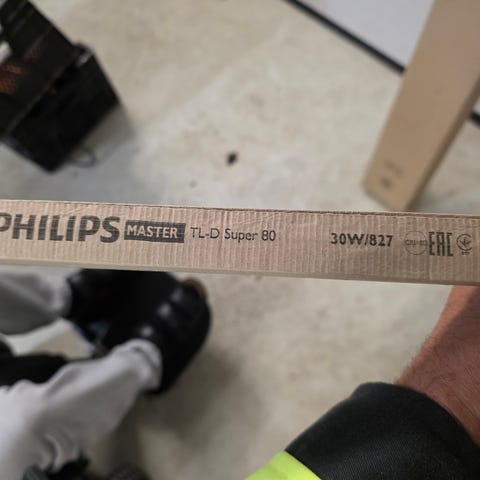 PHILIPS MASTER TL-D Super 80 30W/827 EAC